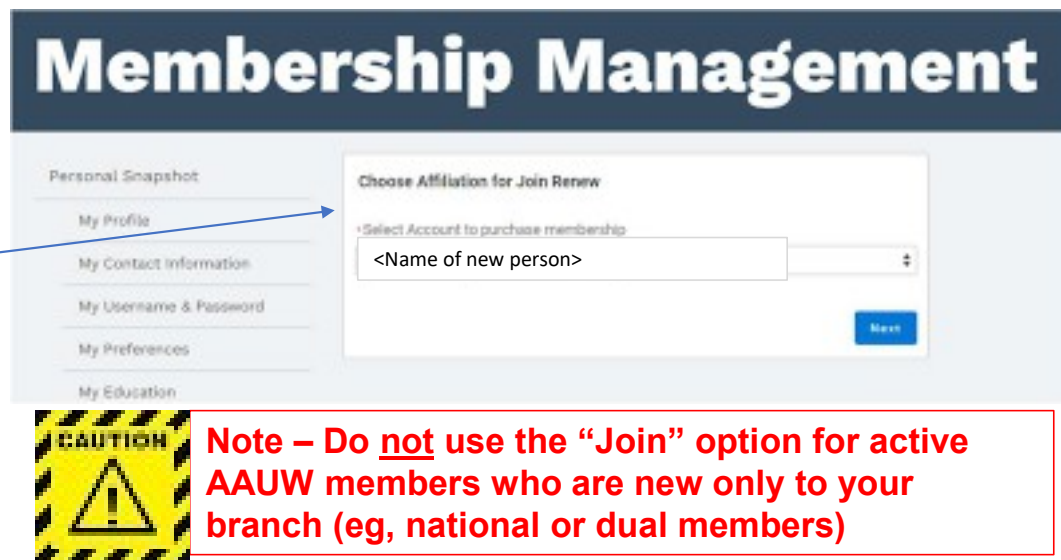 Membership Management
Personal Snapshot
My Profile
My Contact Information
My Username & Password
My Preferences
My Education
Choose Affiliation for Join Renew
*Select Account to purchase membership
<Name of new person>
Next
CAUTION
Note – Do not use the “Join” option for active
AAUW members who are new only to your
branch (eg, national or dual members)